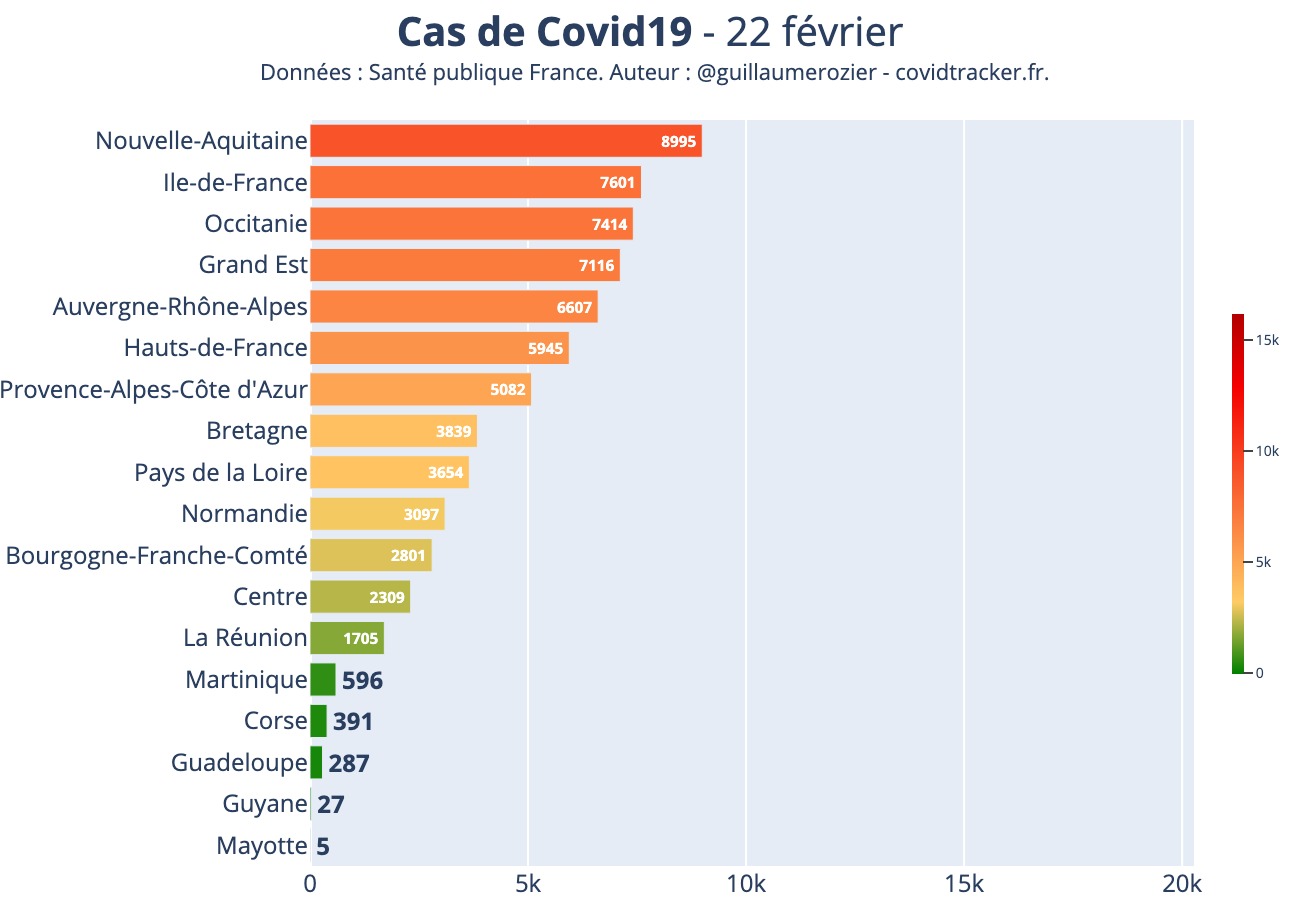 Cas de Covid19 - 22 février
Données : Santé publique France. Auteur : @guillaumerozier - covidtracker.fr.
Nouvelle-Aquitaine 8995
Ile-de-France 7601
Occitanie 7414
Grand Est 7116
Auvergne-Rhône-Alpes 6607
Hauts-de-France 5945
Provence-Alpes-Côte d'Azur 5082
Bretagne 3839
Pays de la Loire 3654
Normandie 3097
Bourgogne-Franche-Comté 2801
Centre 2309
La Réunion 1705
Martinique 596
Corse 391
Guadeloupe 287
Guyane 27
Mayotte 5
0 5k 10k 15k 20k
15k
10k
5k
0